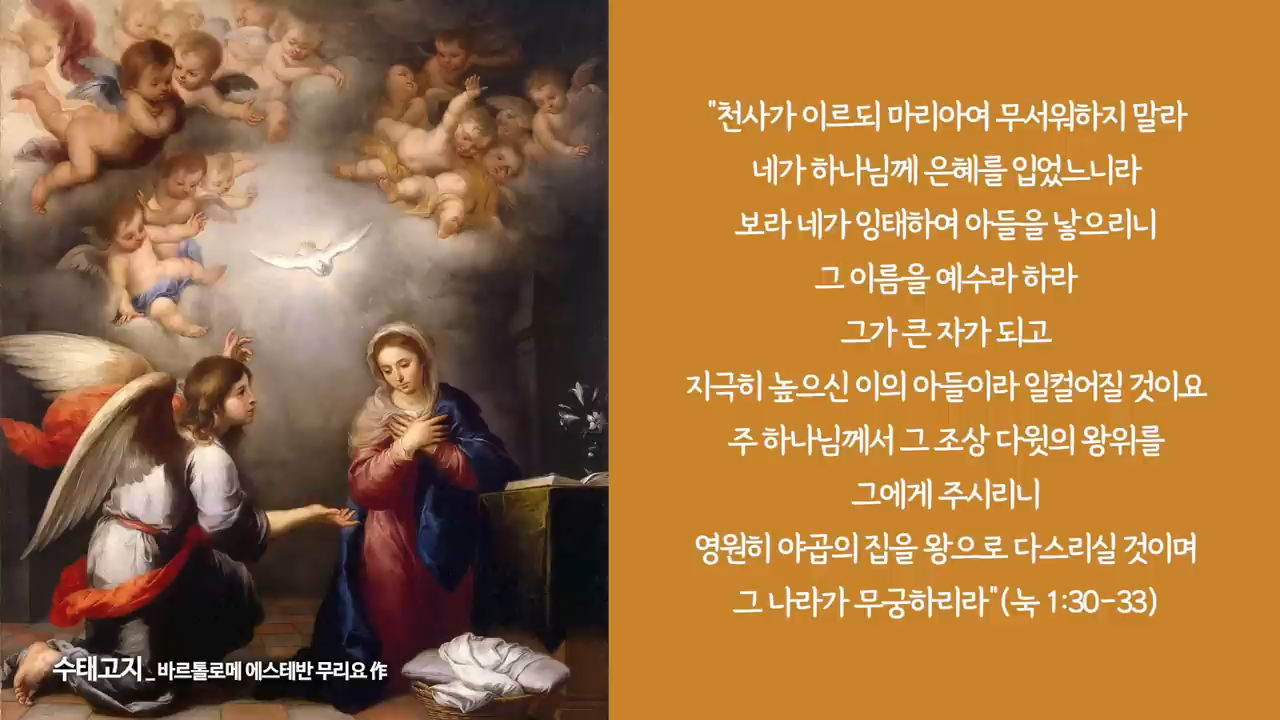 "천사가 이르되 마리아여 무서워하지 말라
네가 하나님께 은혜를 입었느니라
보라 네가 잉태하여 아들을 낳으리니
그 이름을 예수라 하라
그가 큰 자가 되고
지극히 높으신 이의 아들이라 일컬어질 것이요
주 하나님께서 그 조상 다윗의 왕위를
그에게 주시리니
영원히 야곱의 집을 왕으로 다스리실 것이며
그 나라가 무궁하리라"(눅 1:30-33)
수태고지_바르톨로메 에스테반 무리요 作